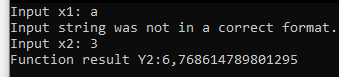 Input x1: a
Input string was not in a correct format.
Input x2: 3
Function result Y2:6,768614789801295